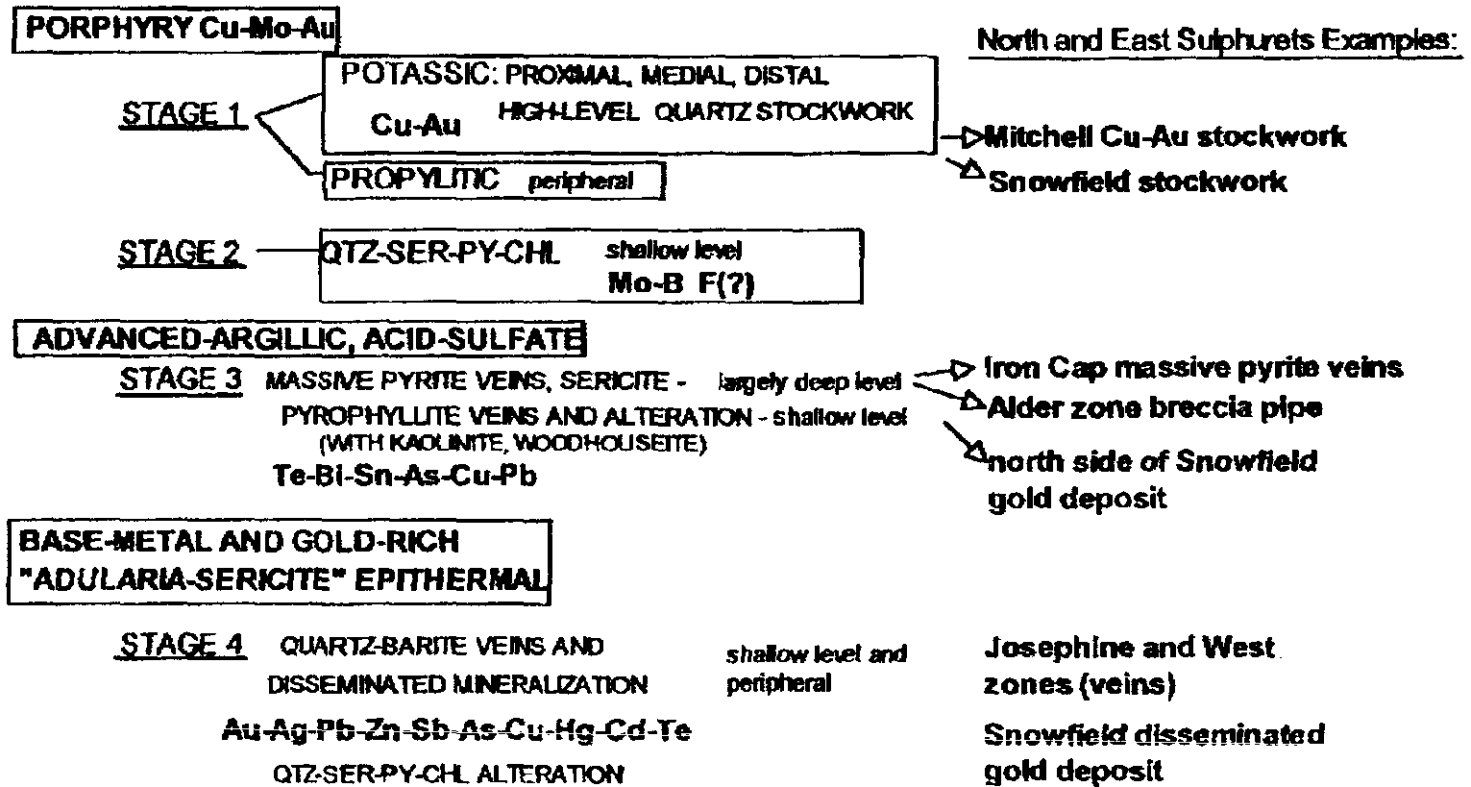 PORPHYRY Cu-Mo-Au
North and East Sulphurets Examples:
POTASSIC: PROXIMAL, MEDIAL, DISTAL
STAGE 1
Cu-Au HIGH-LEVEL QUARTZ STOCKWORK
Mitchell Cu-Au stockwork
PROPYLITIC peripheral
Snowfield stockwork
STAGE 2 QTZ-SER-PY-CHL shallow level
Mo-B F(?)
ADVANCED-ARGILLIC, ACID-SULFATE
STAGE 3 MASSIVE PYRITE VEINS, SERICITE - largely deep level
Iron Cap massive pyrite veins
Alder zone breccia pipe
PYROPHYLLITE VEINS AND ALTERATION - shallow level
(WITH KAOLINITE, WOODHOUSEITE)
north side of Snowfield
gold deposit
Te-Bi-Sn-As-Cu-Pb
BASE-METAL AND GOLD-RICH
"ADULARIA-SERICITE" EPITHERMAL
STAGE 4 QUARTZ-BARITE VEINS AND
DISSEMINATED MINERALIZATION
shallow level and
peripheral
Josephine and West
zones (veins)
Au-Ag-Pb-Zn-Sb-As-Cu-Hg-Cd-Te
QTZ-SER-PY-CHL ALTERATION
Snowfield disseminated
gold deposit